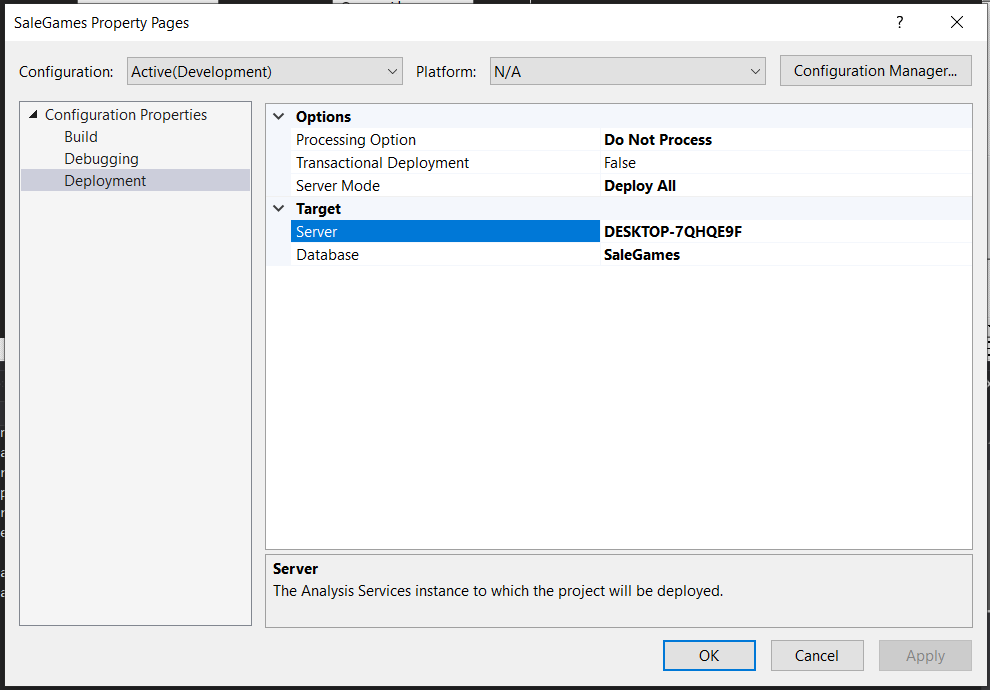 SaleGames Property Pages ?
Configuration: Active(Development) Platform: N/A Configuration Manager...
Configuration Properties
Build
Debugging
Deployment
Options
Processing Option Do Not Process
Transactional Deployment False
Server Mode Deploy All
Target
Server DESKTOP-7QHQE9F
Database SaleGames
Server
The Analysis Services instance to which the project will be deployed.
OK Cancel Apply